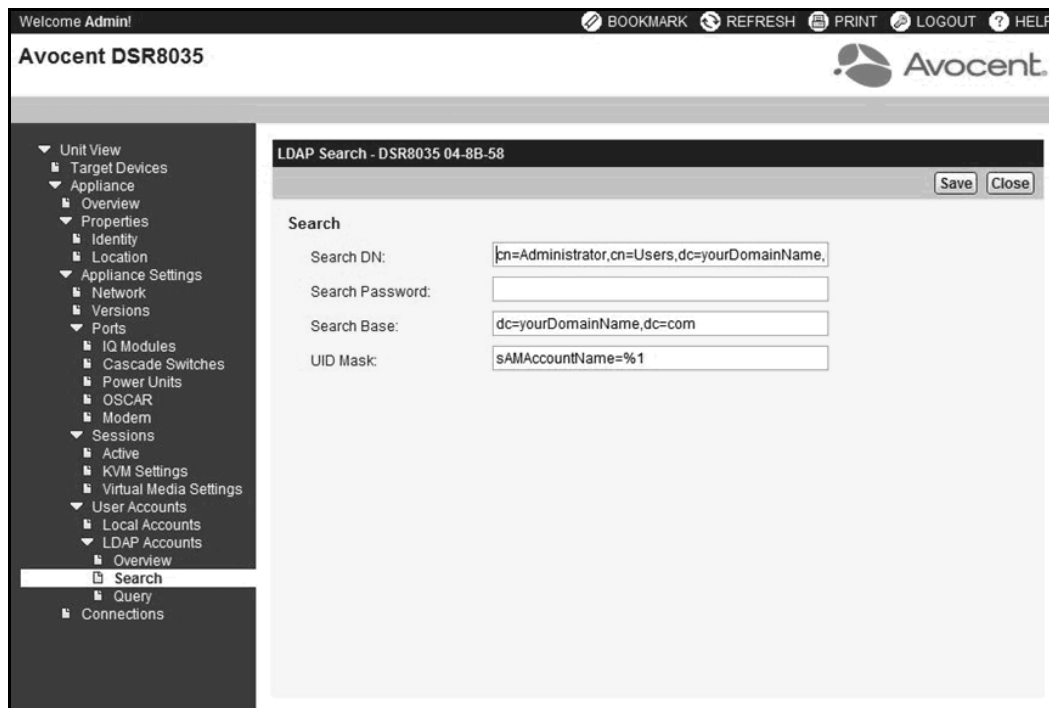 Welcome Admin!
BOOKMARK REFRESH PRINT LOGOUT HELP
Avocent DSR8035
Avocent.
Unit View
Target Devices
Appliance
Overview
Properties
Identity
Location
Appliance Settings
Network
Versions
Ports
IQ Modules
Cascade Switches
Power Units
OSCAR
Modem
Sessions
Active
KVM Settings
Virtual Media Settings
User Accounts
Local Accounts
LDAP Accounts
Overview
Search
Query
Connections
LDAP Search - DSR8035 04-8B-58
Save Close
Search
Search DN: cn=Administrator,cn=Users,dc=yourDomainName,
Search Password:
Search Base: dc=yourDomainName,dc=com
UID Mask: sAMAccountName=%1